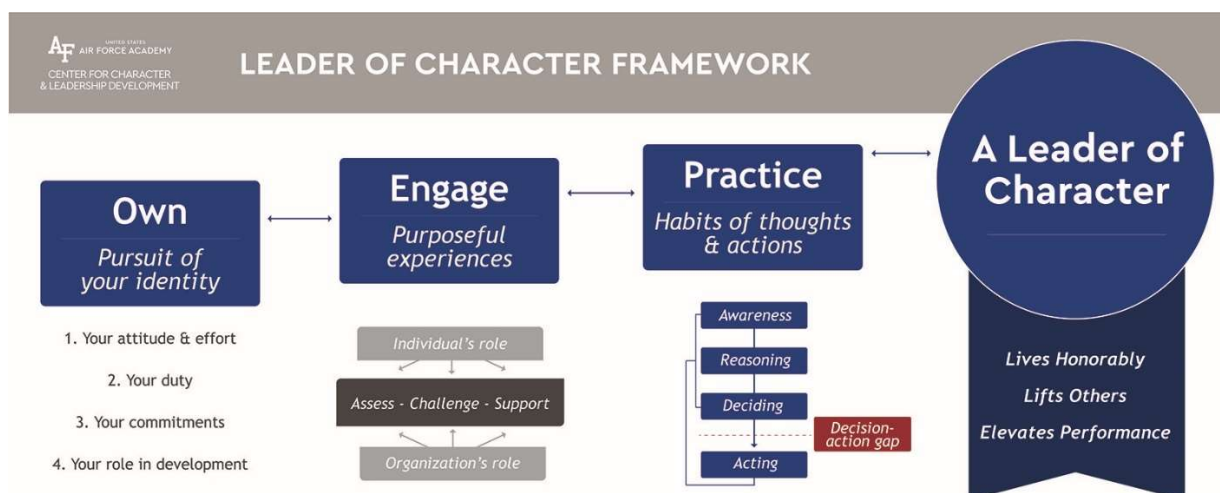 UNITED STATES
AF AIR FORCE ACADEMY
CENTER FOR CHARACTER
& LEADERSHIP DEVELOPMENT
LEADER OF CHARACTER FRAMEWORK
Own
Pursuit of
your identity
1. Your attitude & effort
2. Your duty
3. Your commitments
4. Your role in development
Engage
Purposeful
experiences
Individual's role
Assess - Challenge - Support
Organization's role
Practice
Habits of thoughts
& actions
Awareness
Reasoning
Deciding
Decision-
action gap
Acting
A Leader of
Character
Lives Honorably
Lifts Others
Elevates Performance